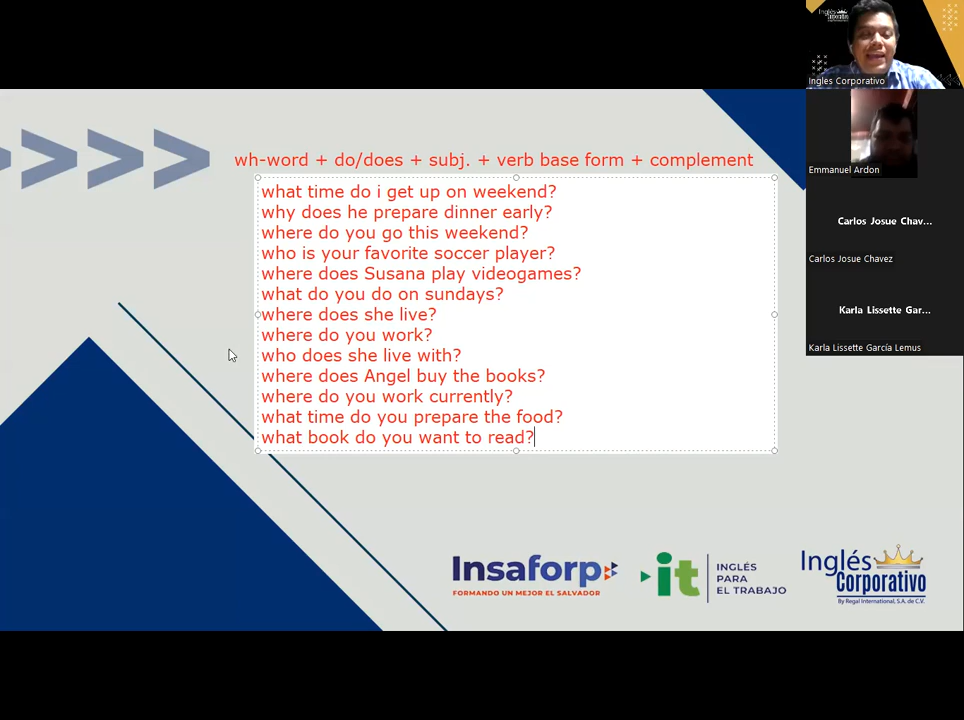 wh-word + do/does + subj. + verb base form + complement
what time do i get up on weekend?
why does he prepare dinner early?
where do you go this weekend?
who is your favorite soccer player?
where does Susana play videogames?
what do you do on sundays?
where does she live?
where do you work?
who does she live with?
where does Angel buy the books?
where do you work currently?
what time do you prepare the food?
what book do you want to read?
Insaforp
FORMANDO UN MEJOR EL SALVADOR
it
INGLÉS
PARA
EL TRABAJO
Inglés
Corporativo
By Regal International, S.A. de C.V.
Inglés
Corporativo
Ingles Corporativo
Emmanuel Ardon
Carlos Josue Chav...
Carlos Josue Chavez
Karla Lissette Gar...
Karla Lissette García Lemus